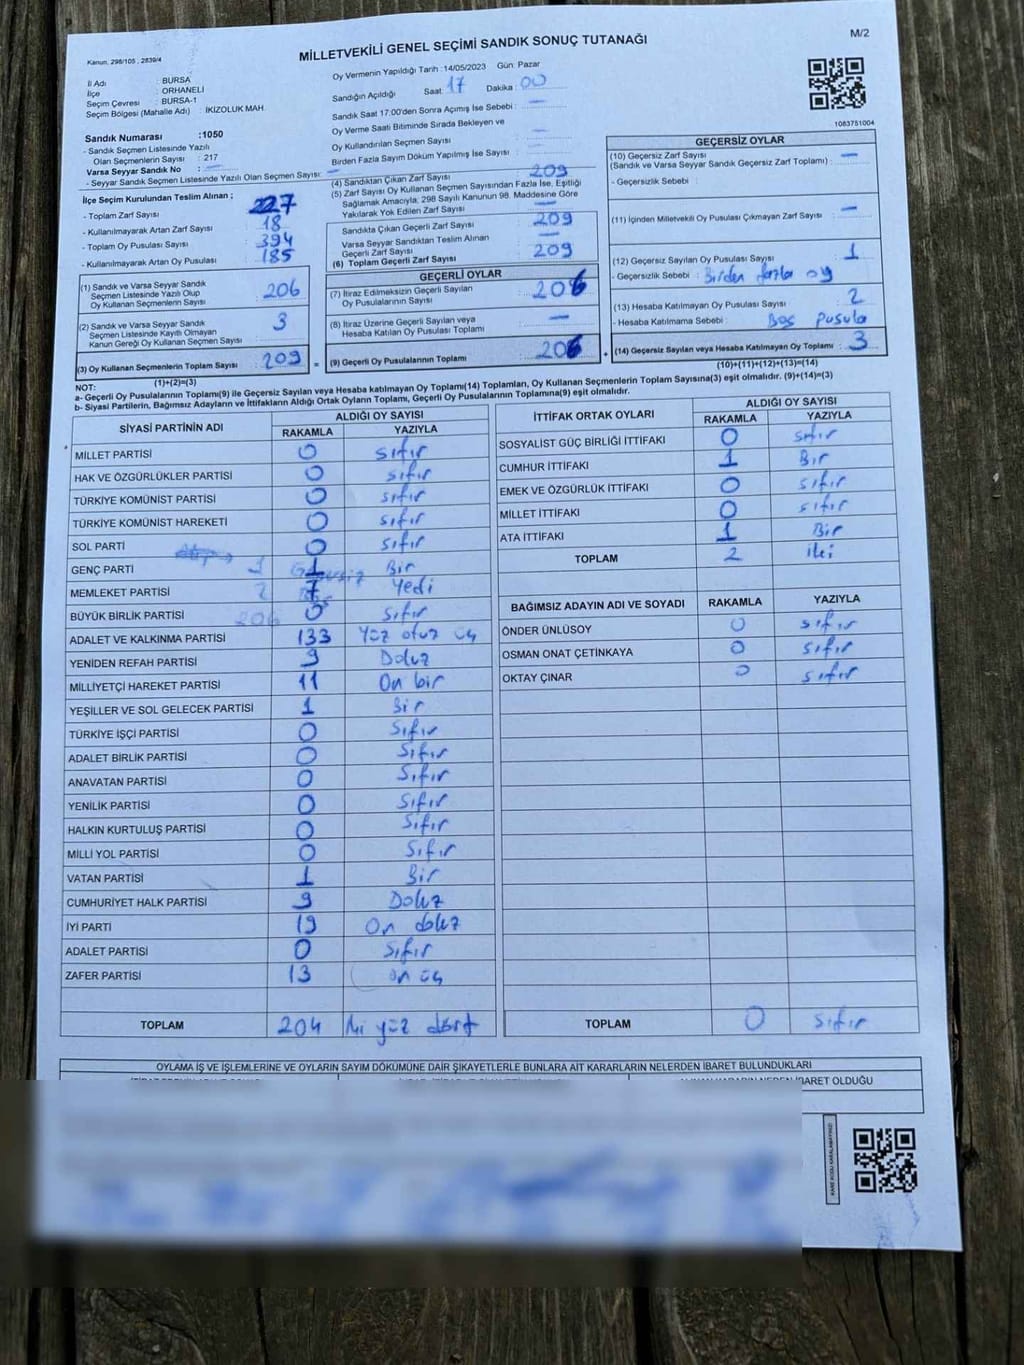 M/2
Kanun, 298/105 , 2839/4
MİLLETVEKİLİ GENEL SEÇİMİ SANDIK SONUÇ TUTANAĞI
İl Adı : BURSA
İlçe : ORHANELİ
Seçim Çevresi : BURSA-1
Seçim Bölgesi (Mahalle Adı) : İKİZOLUK MAH.
Sandık Numarası :1050
- Sandık Seçmen Listesinde Yazılı
Olan Seçmenlerin Sayısı : 217
Varsa Seyyar Sandık No : —
- Seyyar Sandık Seçmen Listesinde Yazılı Olan Seçmen Sayısı: —
Oy Vermenin Yapıldığı Tarih :14/05/2023 Gün: Pazar
Sandığın Açıldığı Saat: 17 Dakika : 00
Sandık Saat 17:00'den Sonra Açımış İse Sebebi : —
Oy Verme Saati Bitiminde Sırada Bekleyen ve
Oy Kullandırılan Seçmen Sayısı : —
Birden Fazla Sayım Döküm Yapılmış İse Sayısı : —
1083751004
İlçe Seçim Kurulundan Teslim Alınan ;
- Toplam Zarf Sayısı : 227
- Kullanılmayarak Artan Zarf Sayısı : 18
- Toplam Oy Pusulası Sayısı : 394
- Kullanılmayarak Artan Oy Pusulası : 185
(1) Sandık ve Varsa Seyyar Sandık
Seçmen Listesinde Yazılı Olup
Oy Kullanan Seçmenlerin Sayısı : 206
(2) Sandık ve Varsa Seyyar Sandık
Seçmen Listesinde Kayıtlı Olmayan
Kanun Gereği Oy Kullanan Seçmen Sayısı : 3
(3) Oy Kullanan Seçmenlerin Toplam Sayısı : 209
(1)+(2)=(3)
(4) Sandıktan Çıkan Zarf Sayısı : 209
(5) Zarf Sayısı Oy Kullanan Seçmen Sayısından Fazla İse, Eşitliği
Sağlamak Amacıyla, 298 Sayılı Kanunun 98. Maddesine Göre
Yakılarak Yok Edilen Zarf Sayısı : —
Sandıkta Çıkan Geçerli Zarf Sayısı : 209
Varsa Seyyar Sandıktan Teslim Alınan
Geçerli Zarf Sayısı : —
(6) Toplam Geçerli Zarf Sayısı : 209
GEÇERLİ OYLAR
(7) İtiraz Edilmeksizin Geçerli Sayılan
Oy Pusulalarının Sayısı : 206
(8) İtiraz Üzerine Geçerli Sayılan veya
Hesaba Katılan Oy Pusulası Toplamı : —
= (9) Geçerli Oy Pusulalarının Toplamı : 206
GEÇERSİZ OYLAR
(10) Geçersiz Zarf Sayısı
(Sandık ve Varsa Seyyar Sandık Geçersiz Zarf Toplamı) : —
- Geçersizlik Sebebi :
(11) İçinden Milletvekili Oy Pusulası Çıkmayan Zarf Sayısı : —
(12) Geçersiz Sayılan Oy Pusulası Sayısı : 1
- Geçersizlik Sebebi : Birden fazla oy
(13) Hesaba Katılmayan Oy Pusulası Sayısı : 2
- Hesaba Katılmama Sebebi : Boş pusula
+ (14) Geçersiz Sayılan veya Hesaba Katılmayan Oy Toplamı : 3
(10)+(11)+(12)+(13)=(14)
NOT:
a- Geçerli Oy Pusulalarının Toplamı(9) ile Geçersiz Sayılan veya Hesaba katılmayan Oy Toplamı(14) Toplamları, Oy Kullanan Seçmenlerin Toplam Sayısına(3) eşit olmalıdır. (9)+(14)=(3)
b- Siyasi Partilerin, Bağımsız Adayların ve İttifakların Aldığı Ortak Oyların Toplamı, Geçerli Oy Pusulalarının Toplamına(9) eşit olmalıdır.
SİYASİ PARTİNİN ADI ALDIĞI OY SAYISI
RAKAMLA YAZIYLA
MİLLET PARTİSİ 0 sıfır
HAK VE ÖZGÜRLÜKLER PARTİSİ 0 sıfır
TÜRKİYE KOMÜNİST PARTİSİ 0 sıfır
TÜRKİYE KOMÜNİST HAREKETİ 0 sıfır
SOL PARTİ 0 sıfır
GENÇ PARTİ 1 1 Bir
MEMLEKET PARTİSİ 2 7 Yedi
BÜYÜK BİRLİK PARTİSİ 206 0 sıfır
ADALET VE KALKINMA PARTİSİ 133 Yüz otuz üç
YENİDEN REFAH PARTİSİ 9 Dokuz
MİLLİYETÇİ HAREKET PARTİSİ 11 On bir
YEŞİLLER VE SOL GELECEK PARTİSİ 1 Bir
TÜRKİYE İŞÇİ PARTİSİ 0 Sıfır
ADALET BİRLİK PARTİSİ 0 Sıfır
ANAVATAN PARTİSİ 0 Sıfır
YENİLİK PARTİSİ 0 Sıfır
HALKIN KURTULUŞ PARTİSİ 0 Sıfır
MİLLİ YOL PARTİSİ 0 Sıfır
VATAN PARTİSİ 1 Bir
CUMHURİYET HALK PARTİSİ 9 Dokuz
İYİ PARTİ 19 On dokuz
ADALET PARTİSİ 0 Sıfır
ZAFER PARTİSİ 13 on üç
TOPLAM 204 İki yüz dört
İTTİFAK ORTAK OYLARI ALDIĞI OY SAYISI
RAKAMLA YAZIYLA
SOSYALİST GÜÇ BİRLİĞİ İTTİFAKI 0 sıfır
CUMHUR İTTİFAKI 1 Bir
EMEK VE ÖZGÜRLÜK İTTİFAKI 0 sıfır
MİLLET İTTİFAKI 0 sıfır
ATA İTTİFAKI 1 Bir
TOPLAM 2 iki
BAĞIMSIZ ADAYIN ADI VE SOYADI RAKAMLA YAZIYLA
ÖNDER ÜNLÜSOY 0 sıfır
OSMAN ONAT ÇETİNKAYA 0 sıfır
OKTAY ÇINAR 0 sıfır
TOPLAM 0 sıfır
OYLAMA İŞ VE İŞLEMLERİNE VE OYLARIN SAYIM DÖKÜMÜNE DAİR ŞİKAYETLERLE BUNLARA AİT KARARLARIN NELERDEN İBARET BULUNDUKLARI
İBARET OLDUĞU
KARE KODU KARALAMAYINIZ!